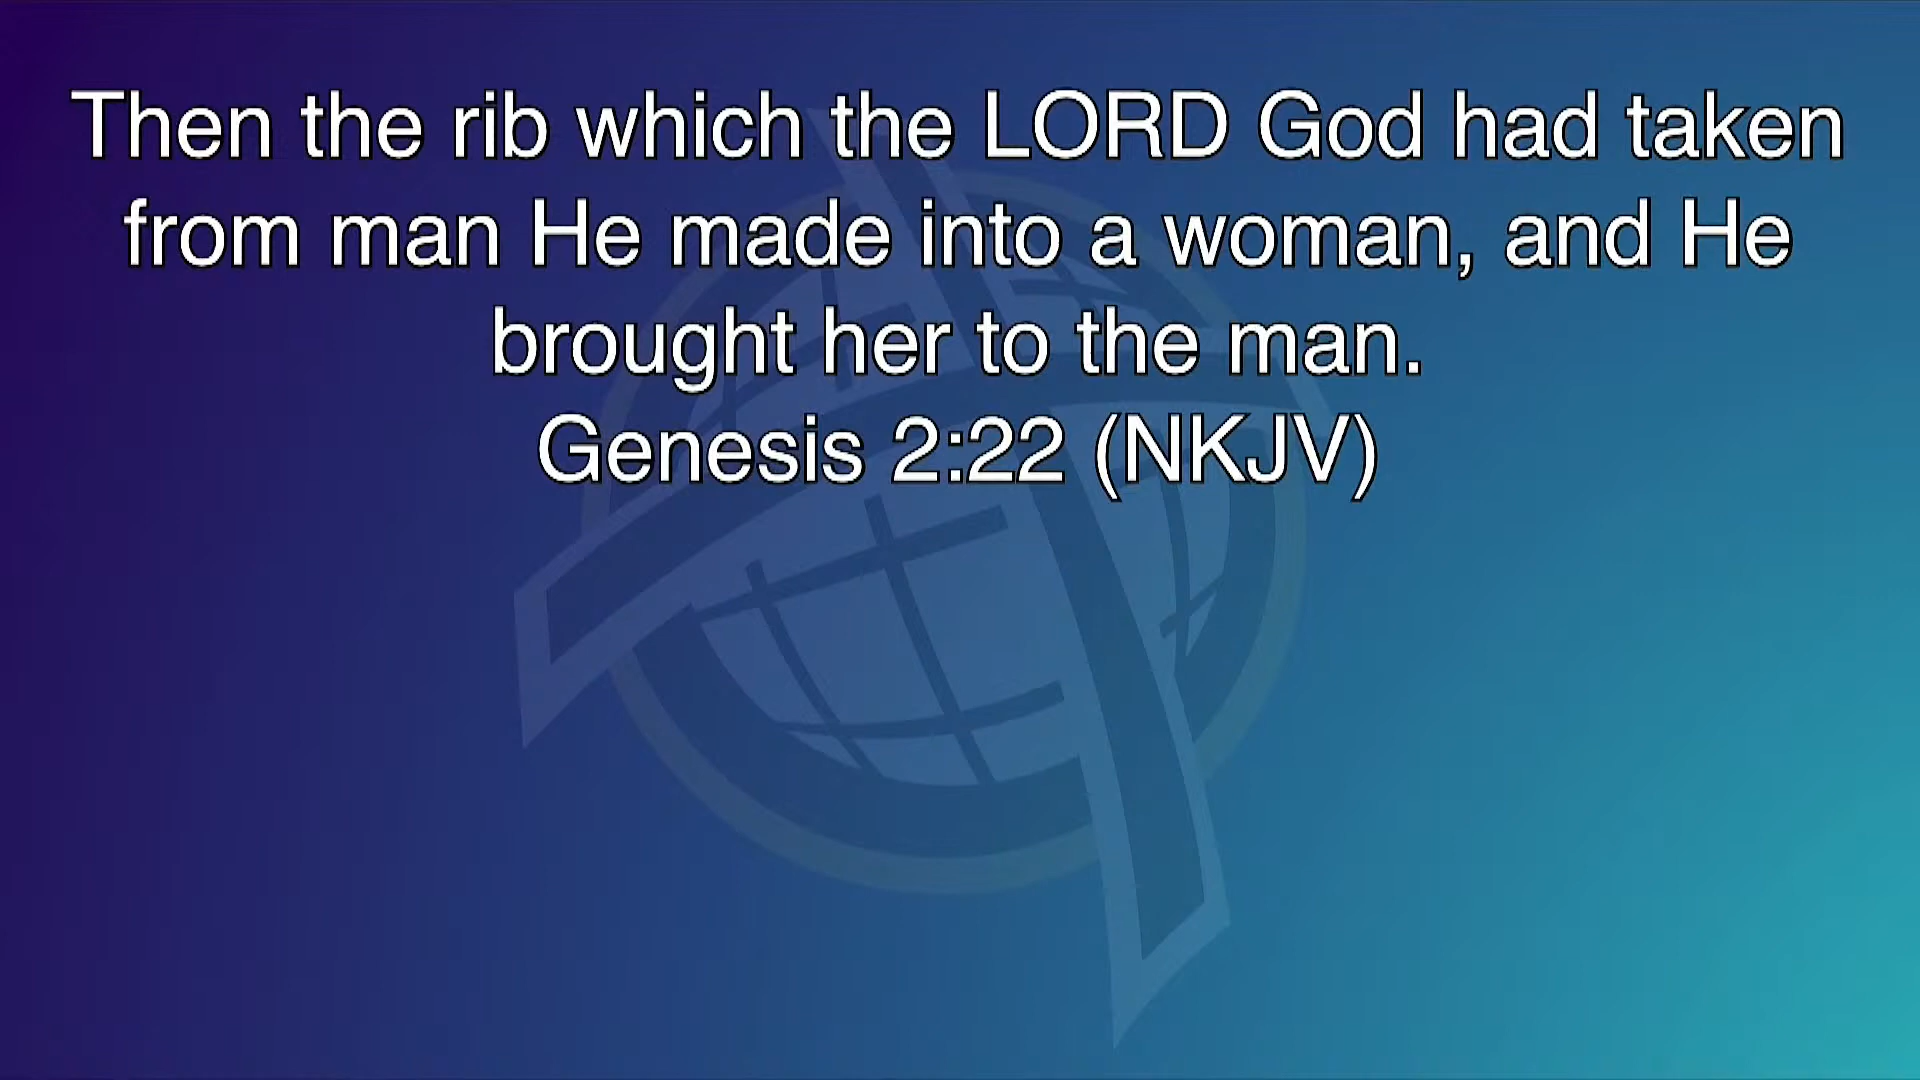 Then the rib which the LORD God had taken
from man He made into a woman, and He
brought her to the man.
Genesis 2:22 (NKJV)